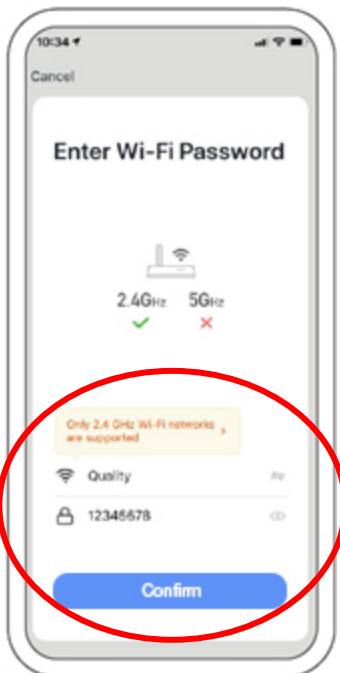 10:34
Cancel
Enter Wi-Fi Password
2.4GHz 5GHz
Only 2.4 GHz Wi-Fi networks
are supported
Quality
12345678
Confirm